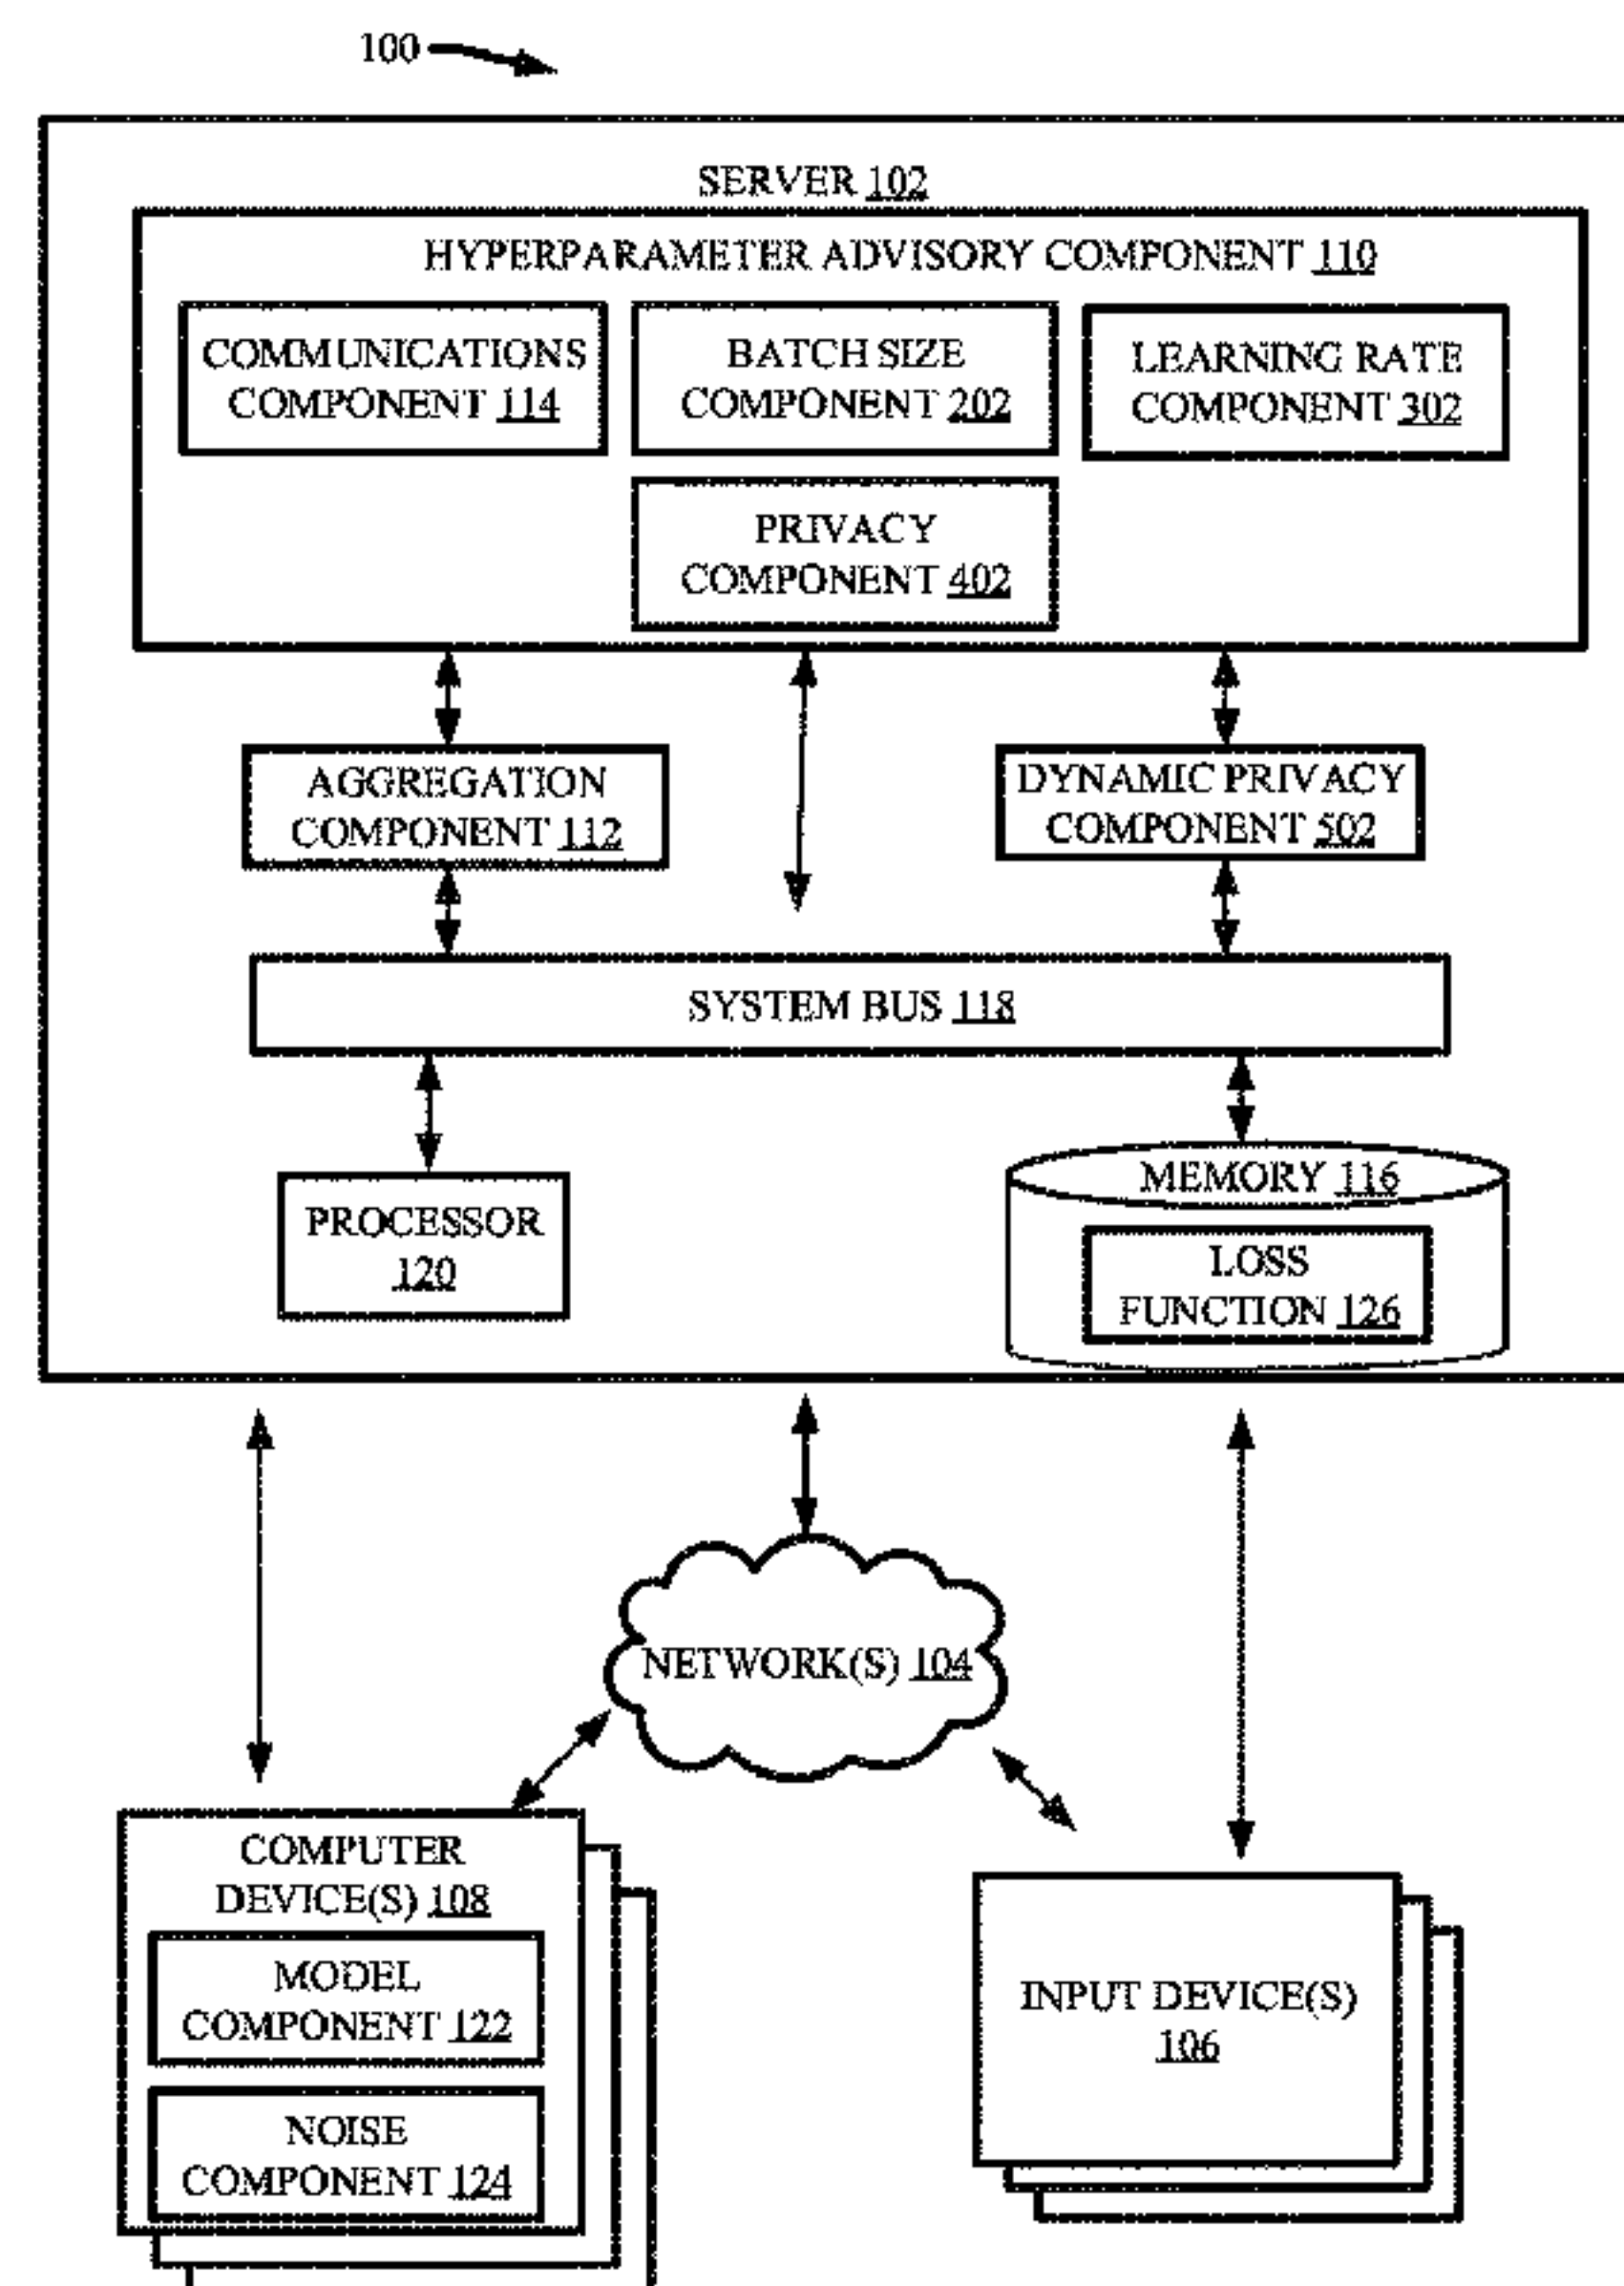 100
SERVER 102
HYPERPARAMETER ADVISORY COMPONENT 110
COMMUNICATIONS
COMPONENT 114
BATCH SIZE
COMPONENT 202
LEARNING RATE
COMPONENT 302
PRIVACY
COMPONENT 402
AGGREGATION
COMPONENT 112
DYNAMIC PRIVACY
COMPONENT 502
SYSTEM BUS 118
PROCESSOR
120
MEMORY 116
LOSS
FUNCTION 126
NETWORK(S) 104
COMPUTER
DEVICE(S) 108
MODEL
COMPONENT 122
NOISE
COMPONENT 124
INPUT DEVICE(S)
106